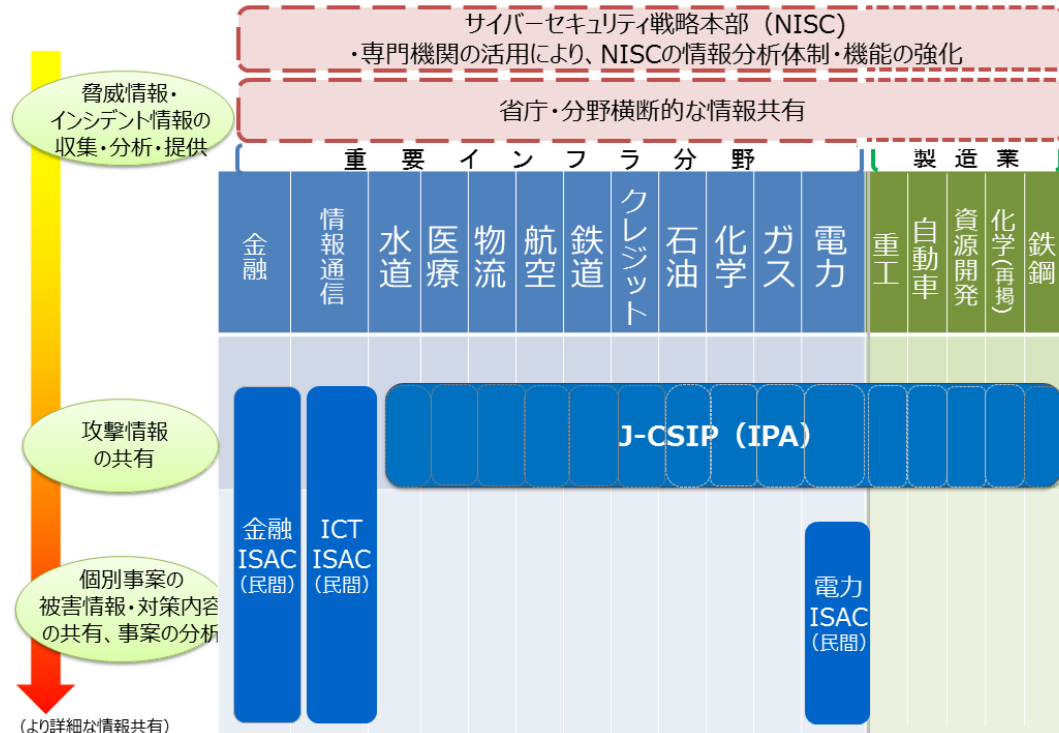 サイバーセキュリティ戦略本部（NISC）
・専門機関の活用により、NISCの情報分析体制・機能の強化
脅威情報・
インシデント情報の
収集・分析・提供
省庁・分野横断的な情報共有
重要インフラ分野
製造業
金融
情報通信
水道
医療
物流
航空
鉄道
クレジット
石油
化学
ガス
電力
重工
自動車
資源開発
化学(再掲)
鉄鋼
攻撃情報
の共有
J-CSIP（IPA）
金融
ISAC
(民間)
ICT
ISAC
(民間)
電力
ISAC
(民間)
個別事案の
被害情報・対策内容
の共有、事案の分析
(より詳細な情報共有)